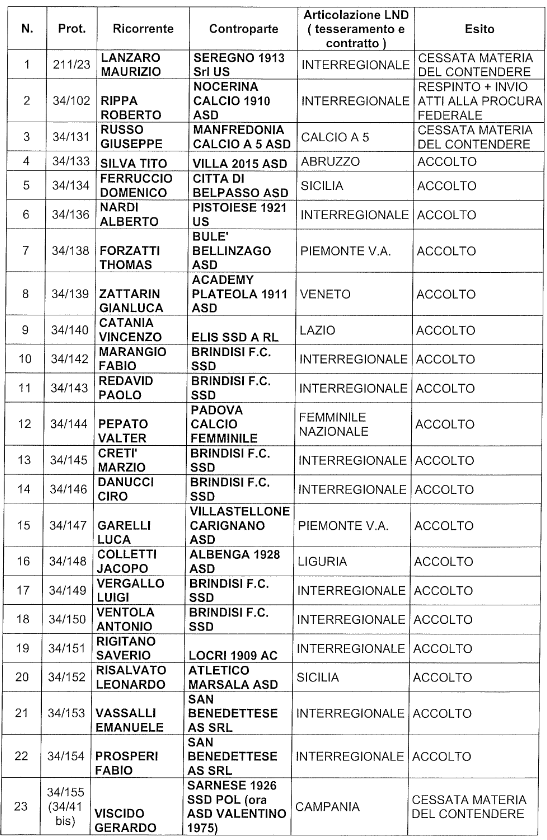 N. Prot. Ricorrente Controparte Articolazione LND ( tesseramento e contratto ) Esito
1 211/23 LANZARO MAURIZIO SEREGNO 1913 Srl US INTERREGIONALE CESSATA MATERIA DEL CONTENDERE
2 34/102 RIPPA ROBERTO NOCERINA CALCIO 1910 ASD INTERREGIONALE RESPINTO + INVIO ATTI ALLA PROCURA FEDERALE
3 34/131 RUSSO GIUSEPPE MANFREDONIA CALCIO A 5 ASD CALCIO A 5 CESSATA MATERIA DEL CONTENDERE
4 34/133 SILVA TITO VILLA 2015 ASD ABRUZZO ACCOLTO
5 34/134 FERRUCCIO DOMENICO CITTA DI BELPASSO ASD SICILIA ACCOLTO
6 34/136 NARDI ALBERTO PISTOIESE 1921 US INTERREGIONALE ACCOLTO
7 34/138 FORZATTI THOMAS BULE' BELLINZAGO ASD PIEMONTE V.A. ACCOLTO
8 34/139 ZATTARIN GIANLUCA ACADEMY PLATEOLA 1911 ASD VENETO ACCOLTO
9 34/140 CATANIA VINCENZO ELIS SSD A RL LAZIO ACCOLTO
10 34/142 MARANGIO FABIO BRINDISI F.C. SSD INTERREGIONALE ACCOLTO
11 34/143 REDAVID PAOLO BRINDISI F.C. SSD INTERREGIONALE ACCOLTO
12 34/144 PEPATO VALTER PADOVA CALCIO FEMMINILE FEMMINILE NAZIONALE ACCOLTO
13 34/145 CRETI' MARZIO BRINDISI F.C. SSD INTERREGIONALE ACCOLTO
14 34/146 DANUCCI CIRO BRINDISI F.C. SSD INTERREGIONALE ACCOLTO
15 34/147 GARELLI LUCA VILLASTELLONE CARIGNANO ASD PIEMONTE V.A. ACCOLTO
16 34/148 COLLETTI JACOPO ALBENGA 1928 ASD LIGURIA ACCOLTO
17 34/149 VERGALLO LUIGI BRINDISI F.C. SSD INTERREGIONALE ACCOLTO
18 34/150 VENTOLA ANTONIO BRINDISI F.C. SSD INTERREGIONALE ACCOLTO
19 34/151 RIGITANO SAVERIO LOCRI 1909 AC INTERREGIONALE ACCOLTO
20 34/152 RISALVATO LEONARDO ATLETICO MARSALA ASD SICILIA ACCOLTO
21 34/153 VASSALLI EMANUELE SAN BENEDETTESE AS SRL INTERREGIONALE ACCOLTO
22 34/154 PROSPERI FABIO SAN BENEDETTESE AS SRL INTERREGIONALE ACCOLTO
23 34/155 (34/41 bis) VISCIDO GERARDO SARNESE 1926 SSD POL (ora ASD VALENTINO 1975) CAMPANIA CESSATA MATERIA DEL CONTENDERE